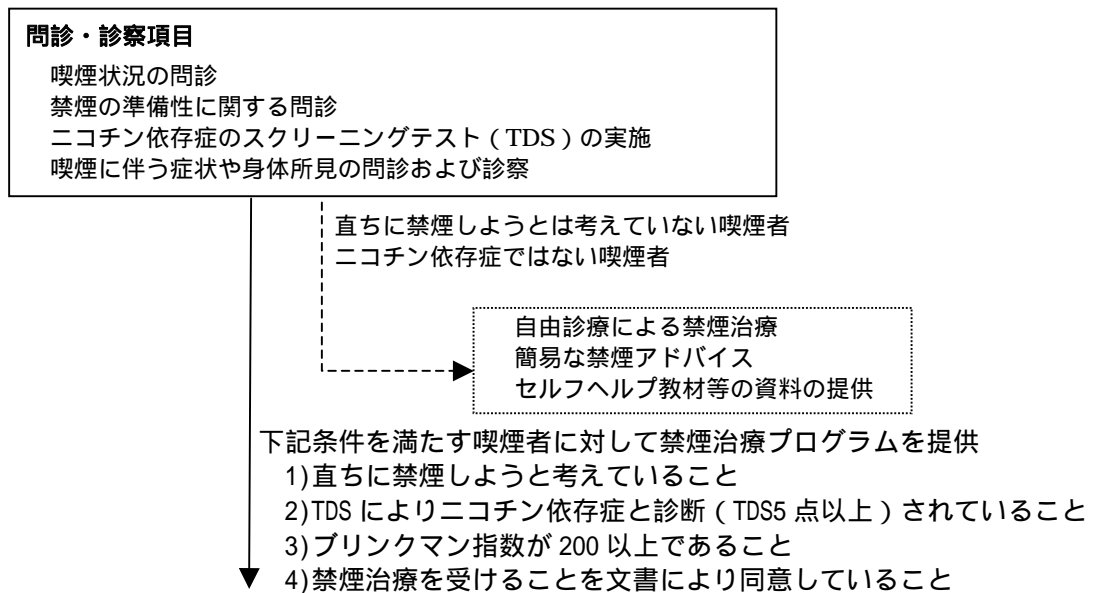 問診・診察項目
喫煙状況の問診
禁煙の準備性に関する問診
ニコチン依存症のスクリーニングテスト(TDS)の実施
喫煙に伴う症状や身体所見の問診および診察
直ちに禁煙しようとは考えていない喫煙者
ニコチン依存症ではない喫煙者
自由診療による禁煙治療
簡易な禁煙アドバイス
セルフヘルプ教材等の資料の提供
下記条件を満たす喫煙者に対して禁煙治療プログラムを提供
1)直ちに禁煙しようと考えていること
2)TDS によりニコチン依存症と診断(TDS5 点以上)されていること
3)ブリンクマン指数が 200 以上であること
4)禁煙治療を受けることを文書により同意していること